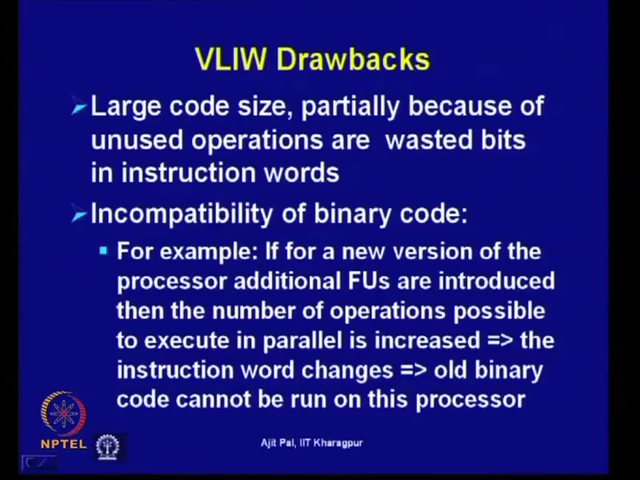 VLIW Drawbacks
Large code size, partially because of
unused operations are wasted bits
in instruction words
Incompatibility of binary code:
For example: If for a new version of the
processor additional FUs are introduced
then the number of operations possible
to execute in parallel is increased => the
instruction word changes => old binary
code cannot be run on this processor
NPTEL
Ajit Pal, IIT Kharagpur